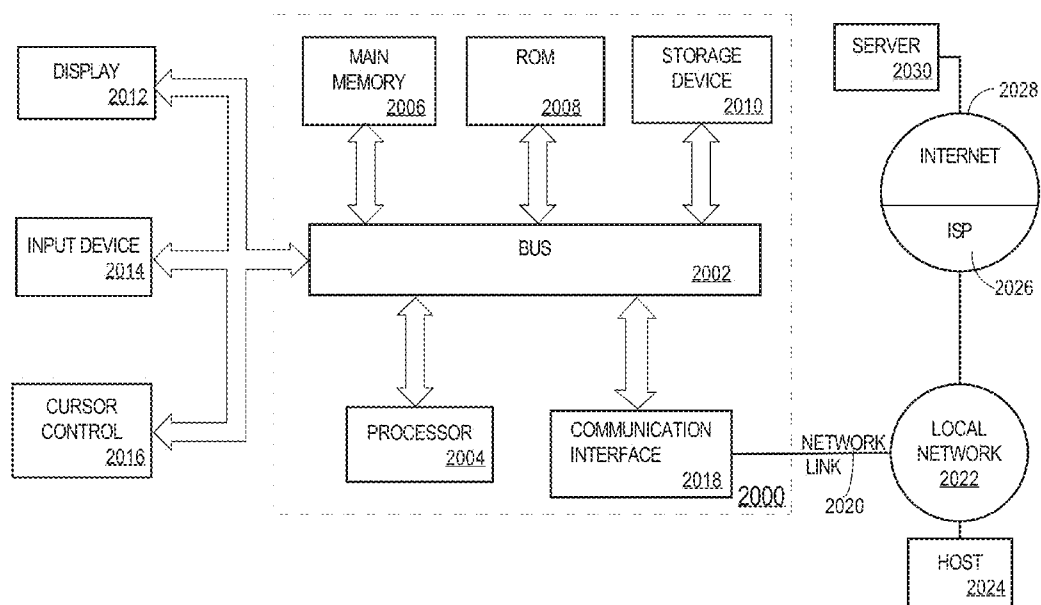 DISPLAY
2012
INPUT DEVICE
2014
CURSOR
CONTROL
2016
MAIN
MEMORY
2006
ROM
2008
STORAGE
DEVICE
2010
BUS
2002
PROCESSOR
2004
COMMUNICATION
INTERFACE
2018
2000
NETWORK
LINK
2020
SERVER
2030
2028
INTERNET
ISP
2026
LOCAL
NETWORK
2022
HOST
2024